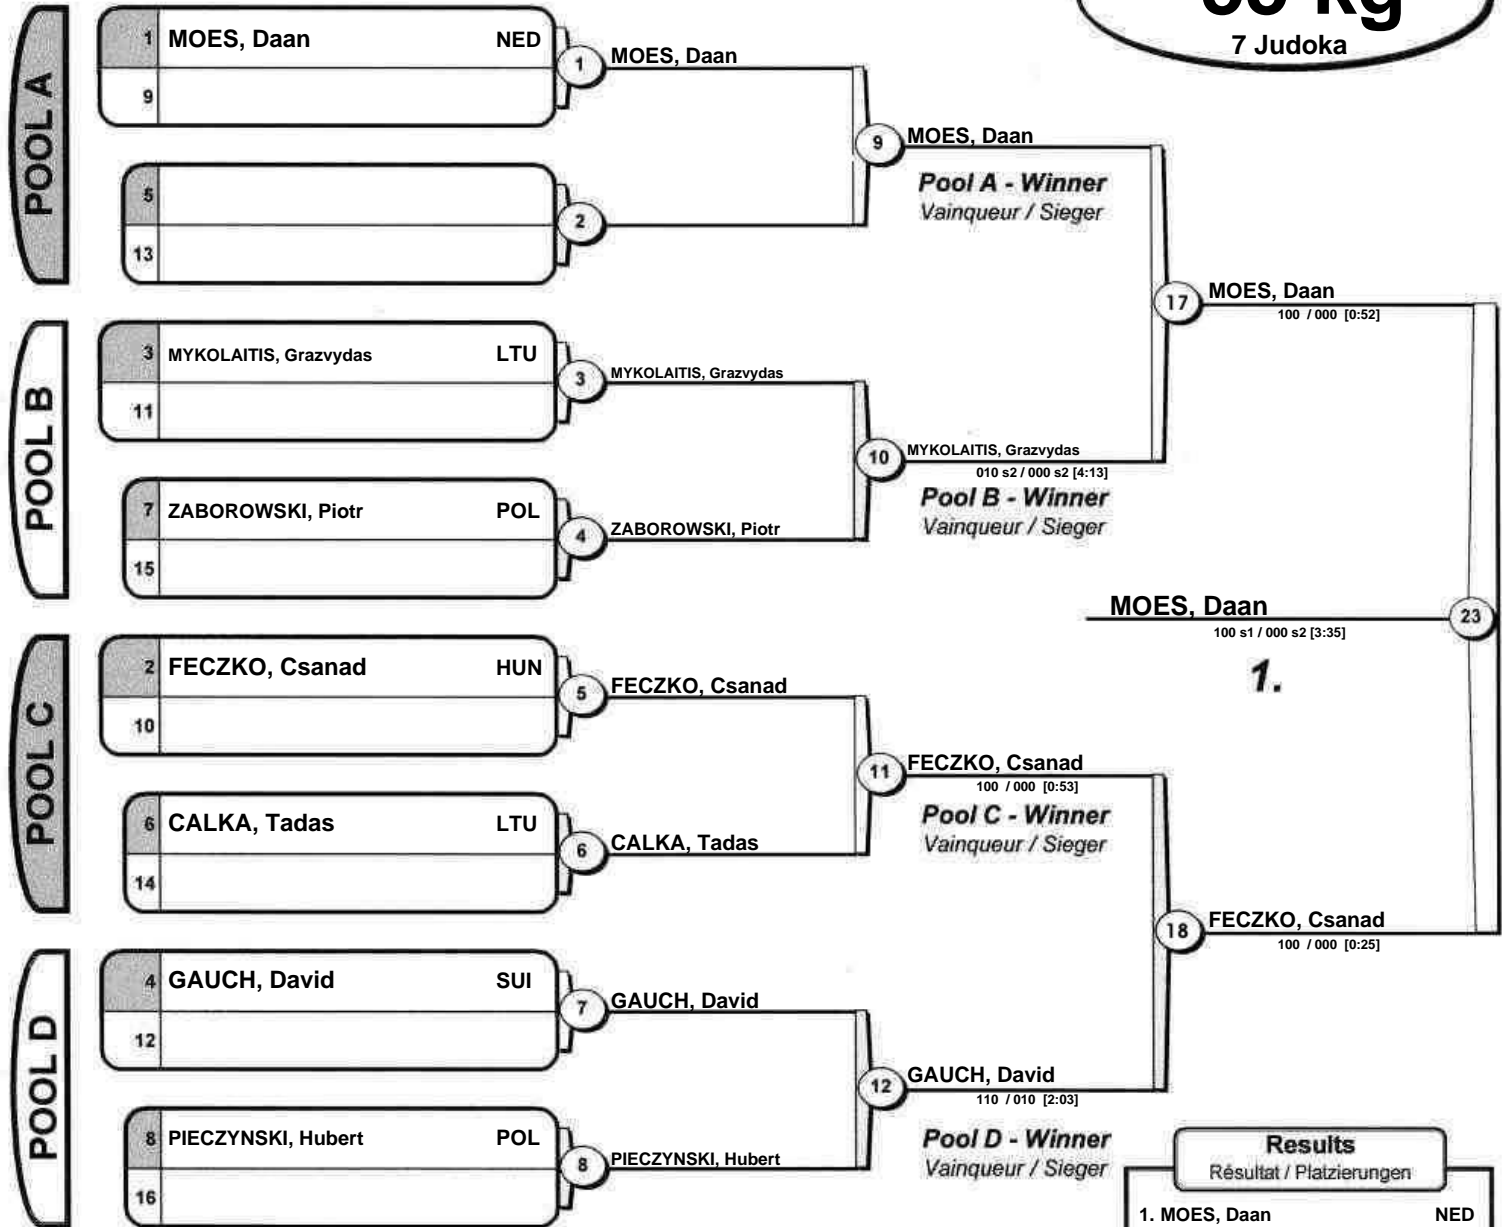 kg
7 Judoka
POOL A
1 MOES, Daan NED
9
5
13
1 MOES, Daan
2
9 MOES, Daan
Pool A - Winner
Vainqueur / Sieger
POOL B
3 MYKOLAITIS, Grazvydas LTU
11
7 ZABOROWSKI, Piotr POL
15
3 MYKOLAITIS, Grazvydas
4 ZABOROWSKI, Piotr
10 MYKOLAITIS, Grazvydas
010 s2 / 000 s2 [4:13]
Pool B - Winner
Vainqueur / Sieger
17 MOES, Daan
100 / 000 [0:52]
MOES, Daan 23
100 s1 / 000 s2 [3:35]
1.
POOL C
2 FECZKO, Csanad HUN
10
6 CALKA, Tadas LTU
14
5 FECZKO, Csanad
6 CALKA, Tadas
11 FECZKO, Csanad
100 / 000 [0:53]
Pool C - Winner
Vainqueur / Sieger
18 FECZKO, Csanad
100 / 000 [0:25]
POOL D
4 GAUCH, David SUI
12
8 PIECZYNSKI, Hubert POL
16
7 GAUCH, David
8 PIECZYNSKI, Hubert
12 GAUCH, David
110 / 010 [2:03]
Pool D - Winner
Vainqueur / Sieger
Results
Résultat / Platzierungen
1. MOES, Daan NED